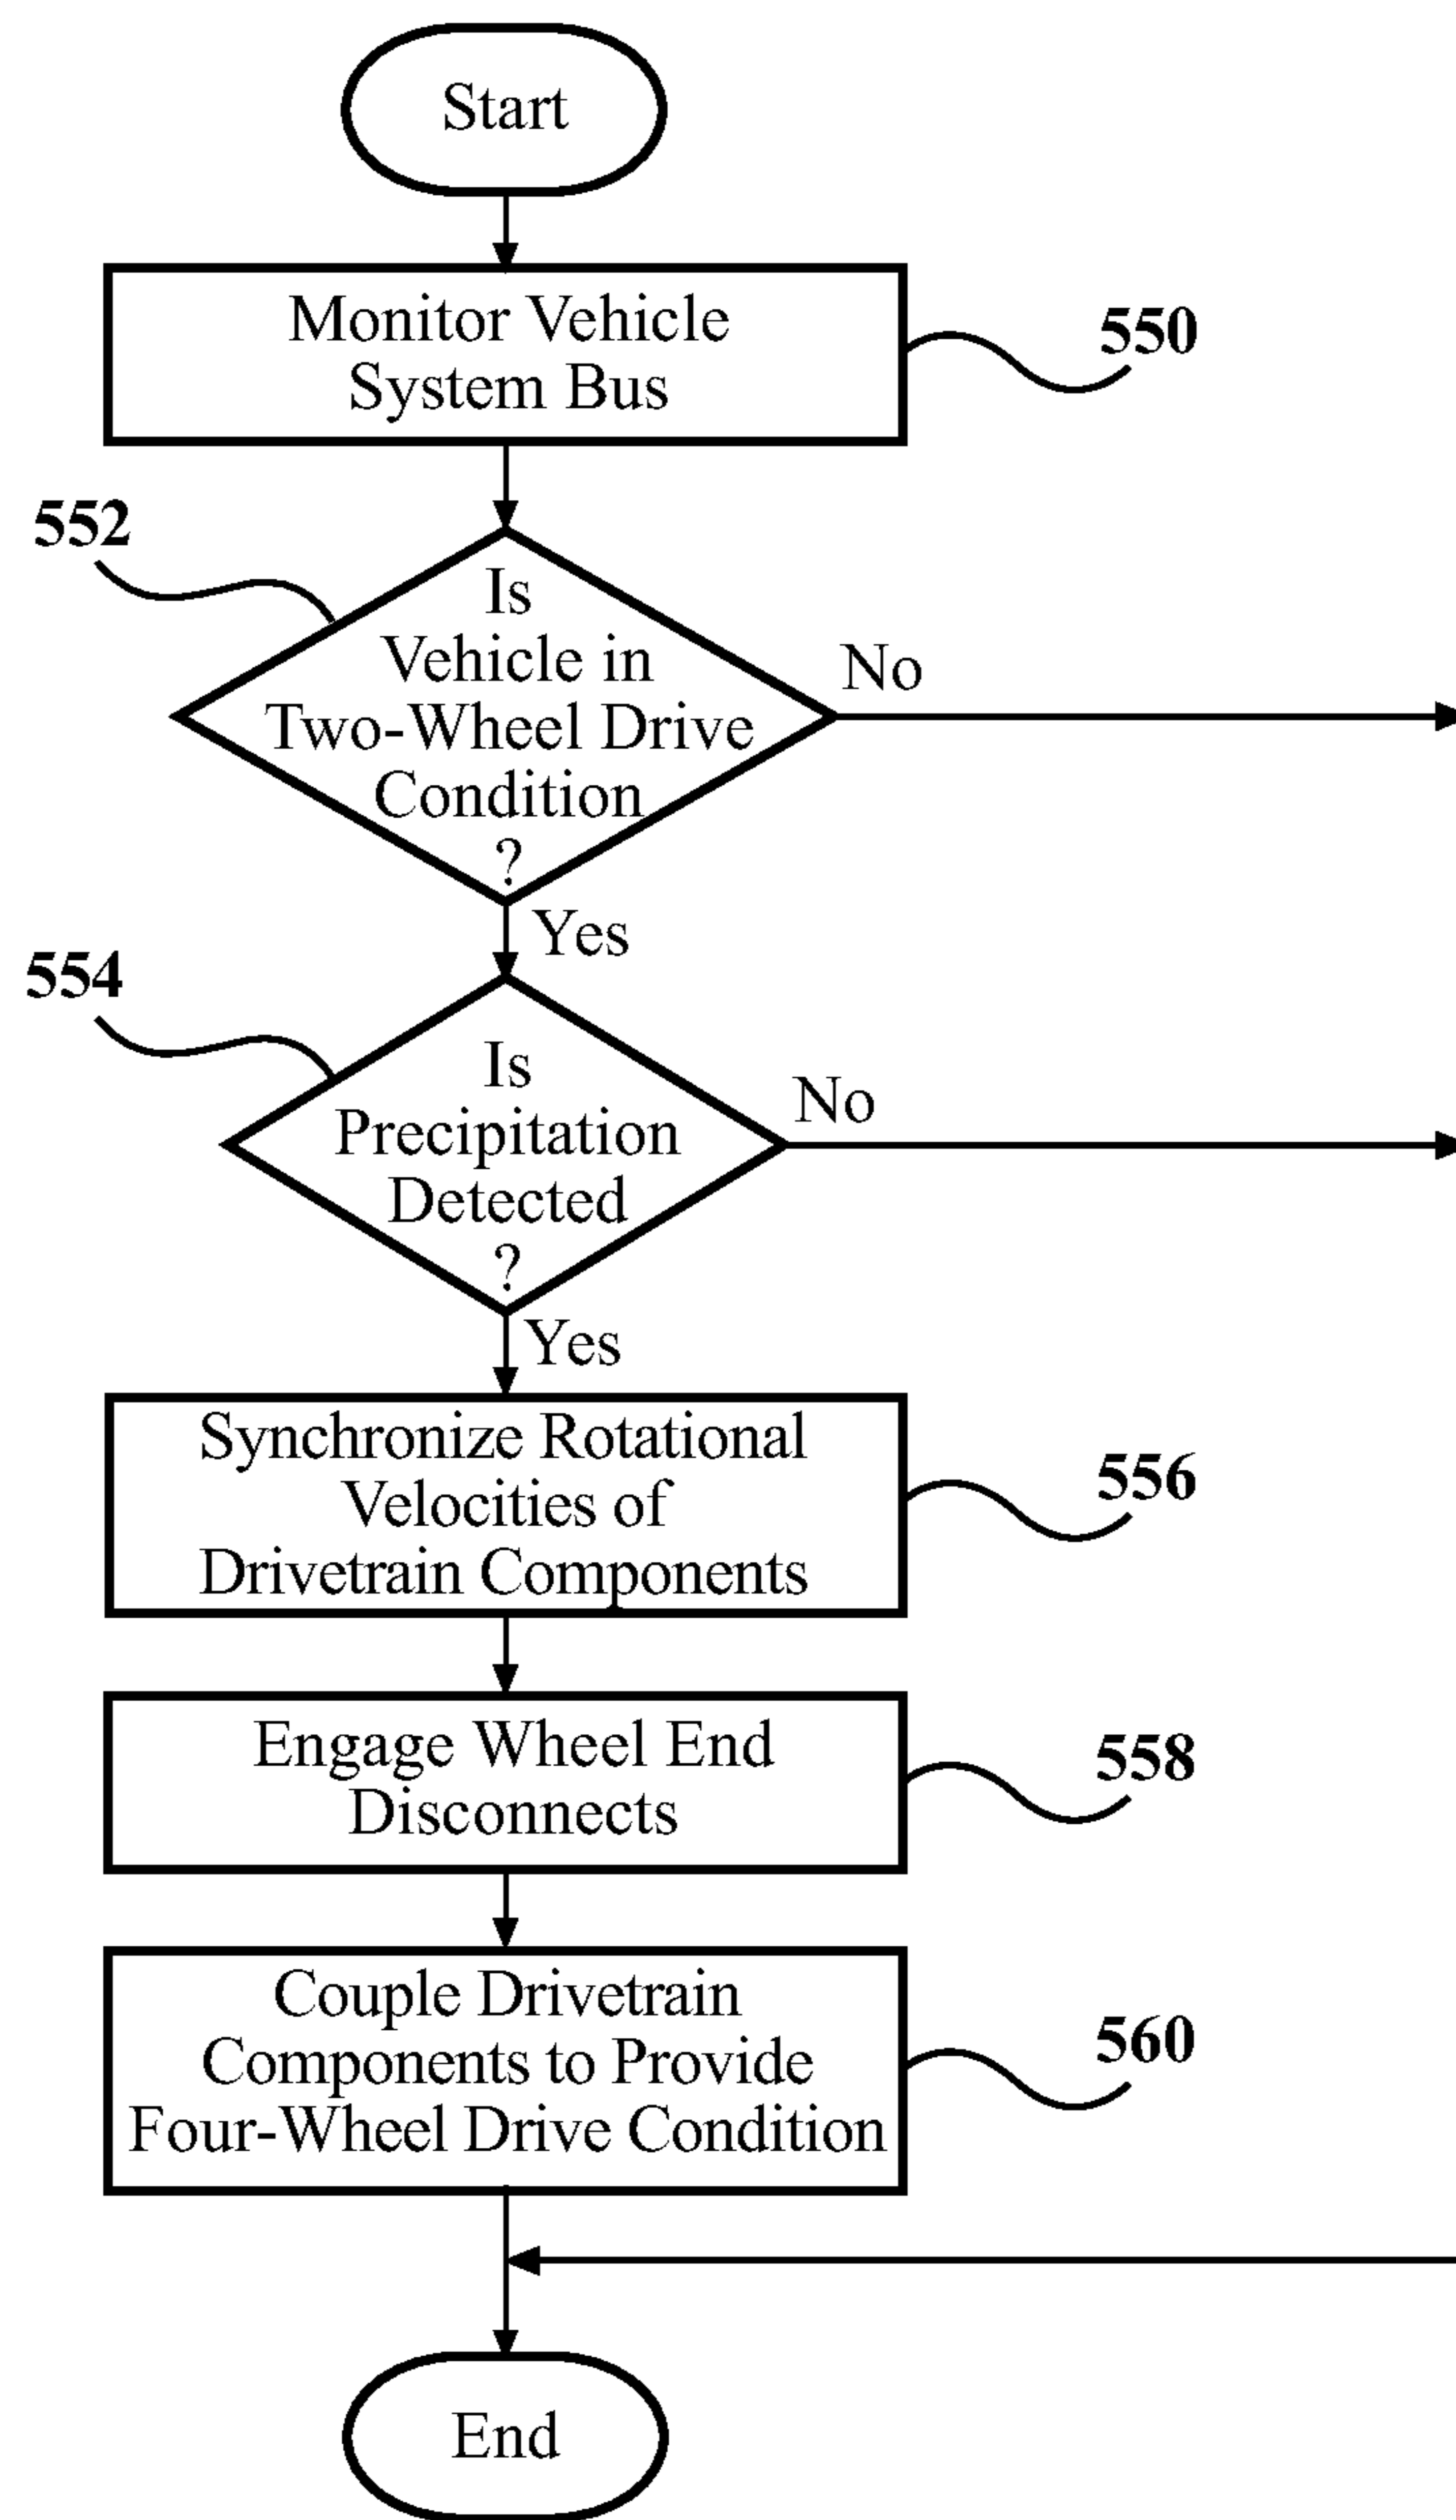 Start
Monitor Vehicle
System Bus
550
552
Is
Vehicle in
Two-Wheel Drive
Condition
?
No
Yes
554
Is
Precipitation
Detected
?
No
Yes
Synchronize Rotational
Velocities of
Drivetrain Components
556
Engage Wheel End
Disconnects
558
Couple Drivetrain
Components to Provide
Four-Wheel Drive Condition
560
End